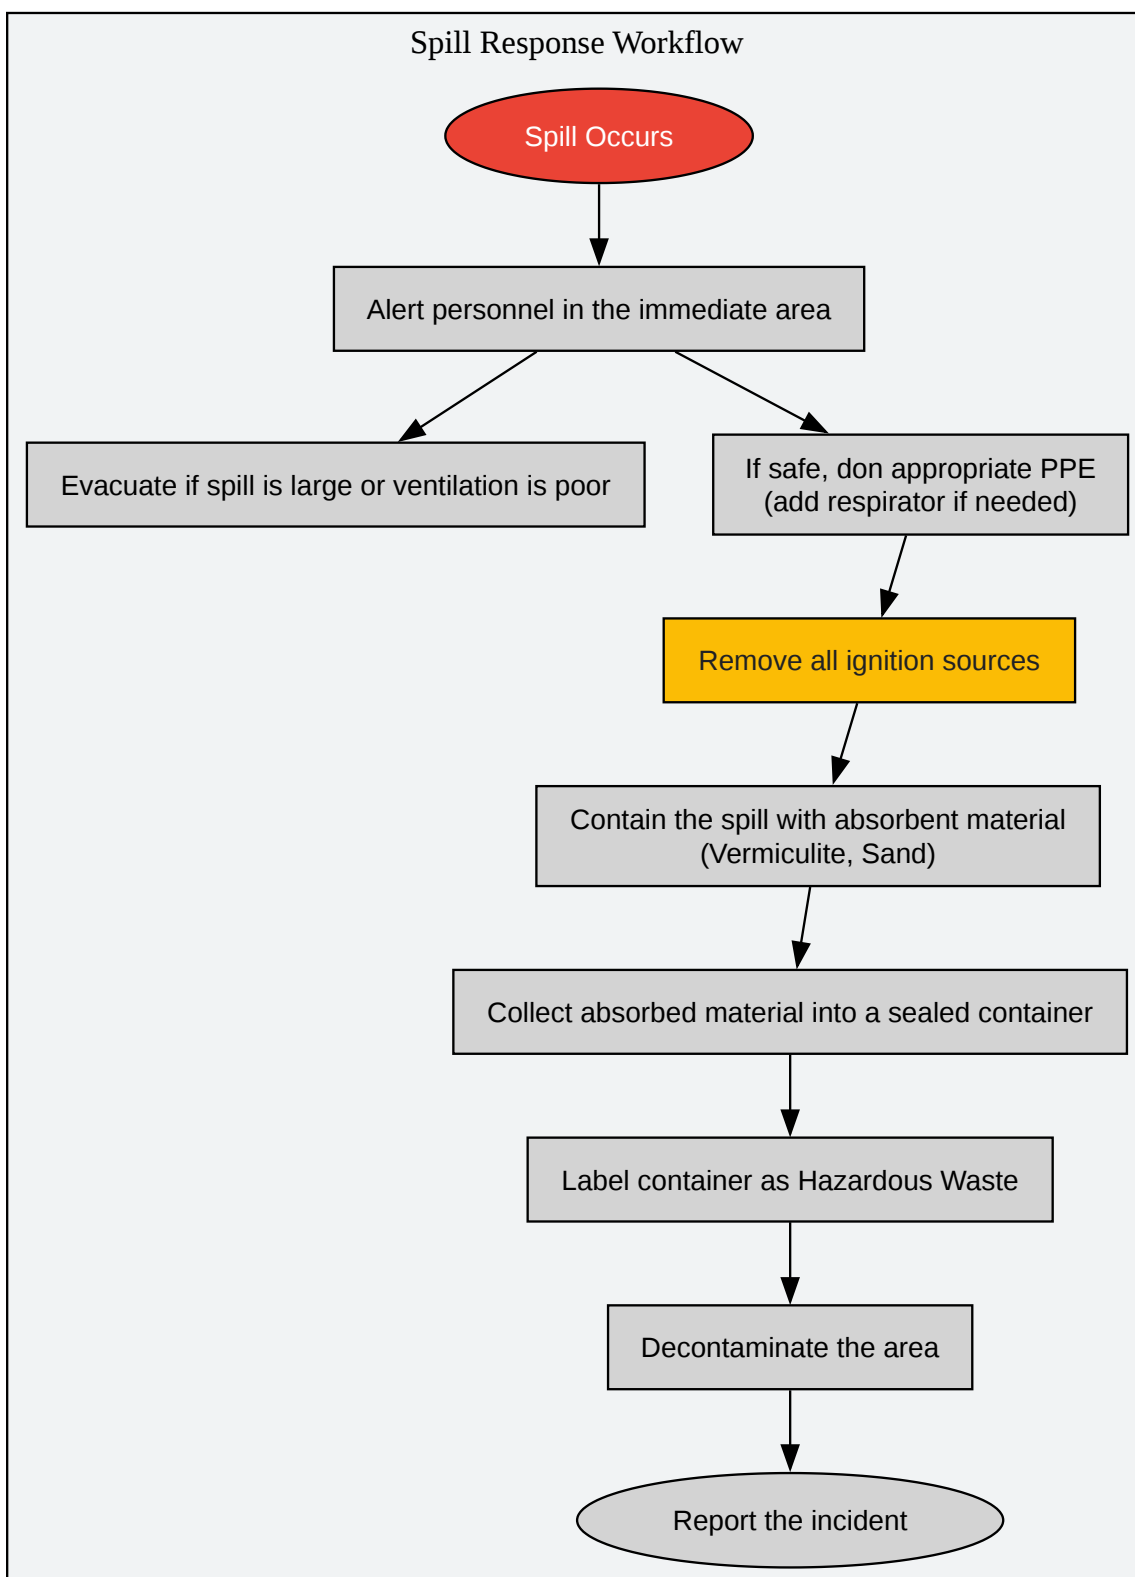 Spill Response Workflow
Spill Occurs
Alert personnel in the immediate area
Evacuate if spill is large or ventilation is poor
If safe, don appropriate PPE
(add respirator if needed)
Remove all ignition sources
Contain the spill with absorbent material
(Vermiculite, Sand)
Collect absorbed material into a sealed container
Label container as Hazardous Waste
Decontaminate the area
Report the incident